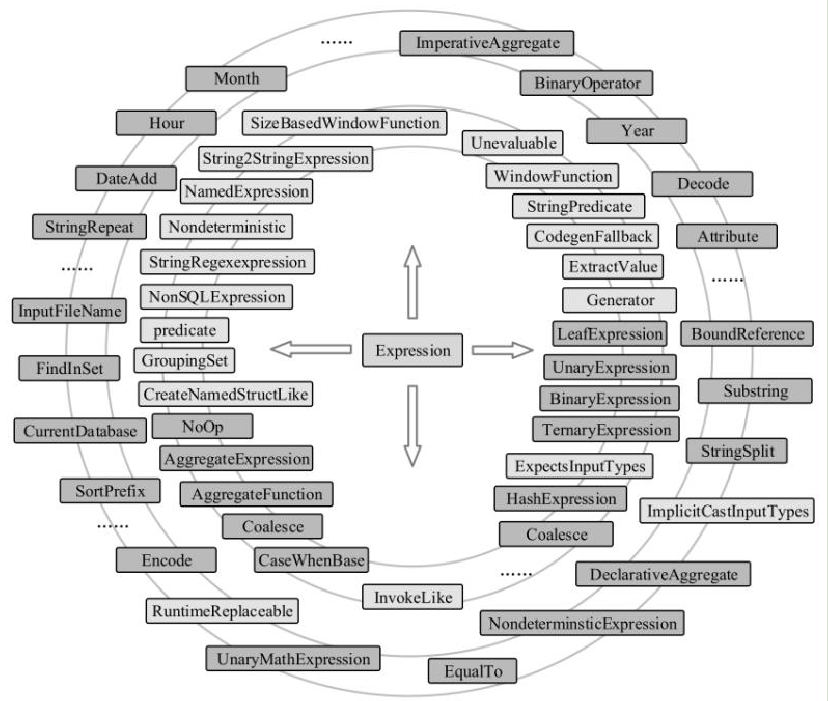 ......
ImperativeAggregate
Month
BinaryOperator
Hour
SizeBasedWindowFunction
Year
Unevaluable
String2StringExpression
DateAdd
NamedExpression
WindowFunction
Decode
StringPredicate
StringRepeat
Nondeterministic
CodegenFallback
Attribute
......
StringRegexexpression
ExtractValue
......
InputFileName
NonSQLExpression
Generator
predicate
LeafExpression
BoundReference
Expression
FindInSet
GroupingSet
UnaryExpression
CreateNamedStructLike
BinaryExpression
Substring
CurrentDatabase
NoOp
TernaryExpression
AggregateExpression
ExpectsInputTypes
StringSplit
SortPrefix
AggregateFunction
HashExpression
ImplicitCastInputTypes
......
Coalesce
Coalesce
Encode
CaseWhenBase
......
DeclarativeAggregate
InvokeLike
RuntimeReplaceable
NondeterminsticExpression
UnaryMathExpression
EqualTo